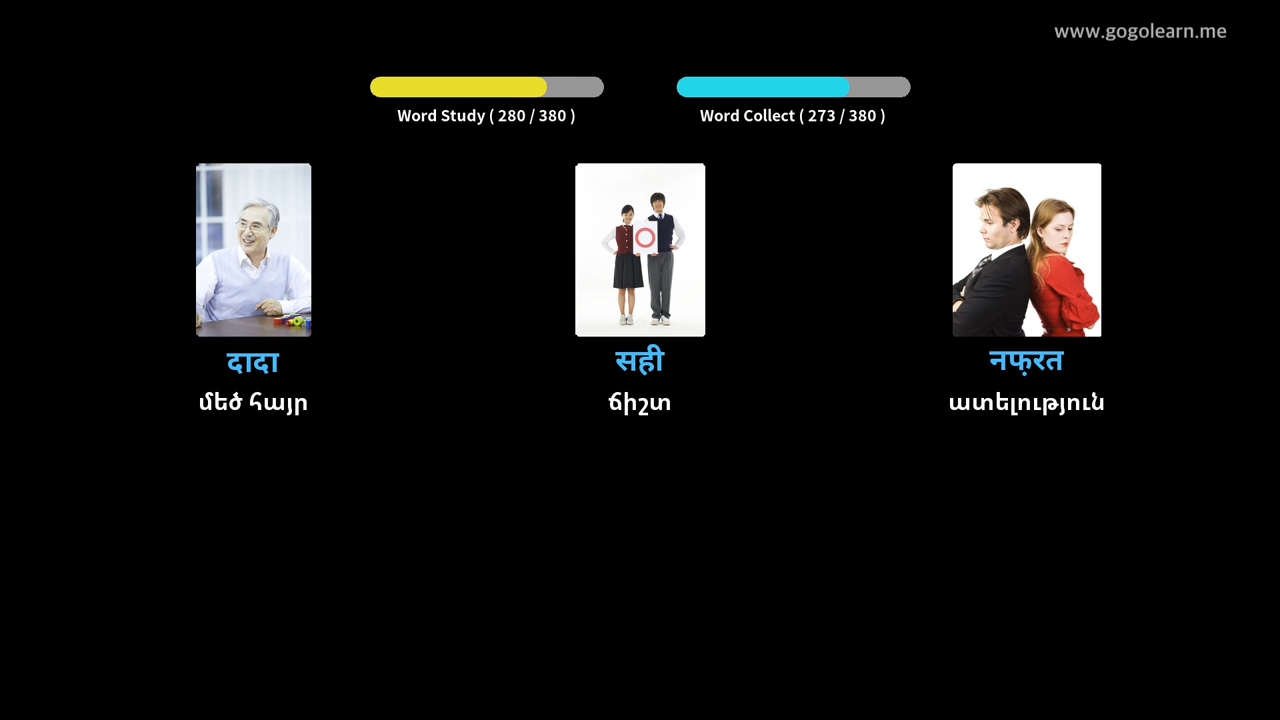 www.gogolearn.me
Word Study ( 280 / 380 )
Word Collect ( 273 / 380 )
दादा
सही
नफ़रत
մեծ հայր
ճիշտ
ատելություն